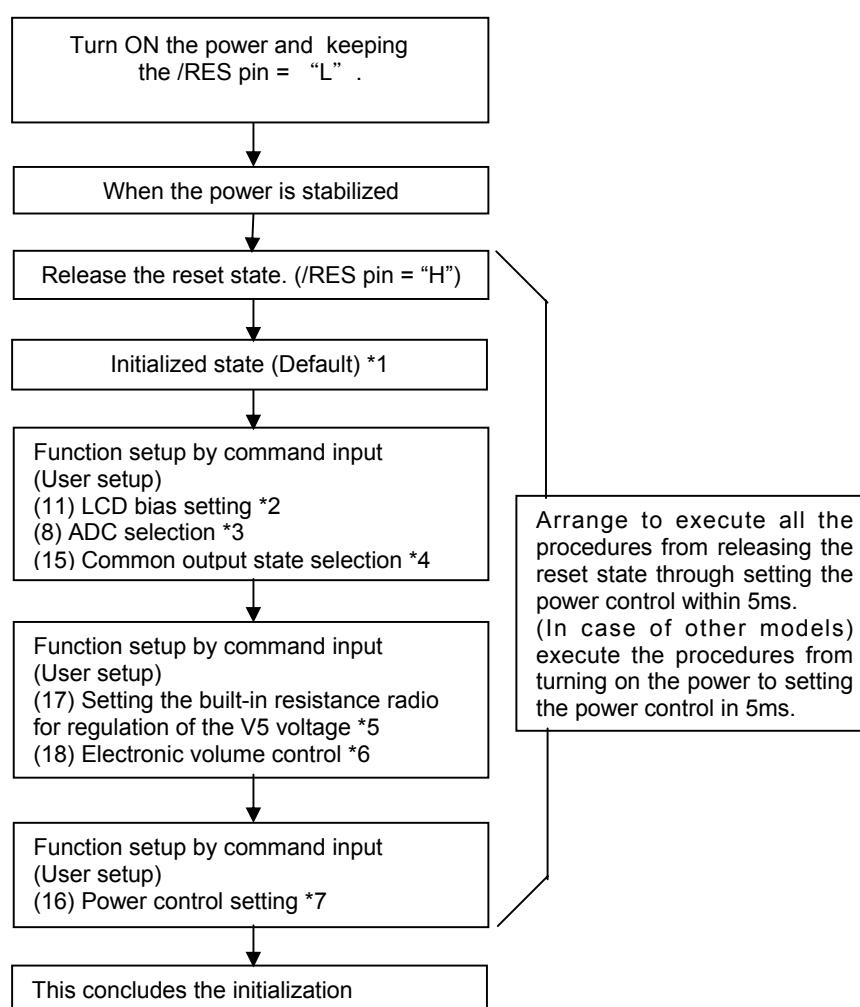 Turn ON the power and keeping
the /RES pin = “L” .
When the power is stabilized
Release the reset state. (/RES pin = “H”)
Initialized state (Default) *1
Function setup by command input
(User setup)
(11) LCD bias setting *2
(8) ADC selection *3
(15) Common output state selection *4
Arrange to execute all the
procedures from releasing the
reset state through setting the
power control within 5ms.
(In case of other models)
execute the procedures from
turning on the power to setting
the power control in 5ms.
Function setup by command input
(User setup)
(17) Setting the built-in resistance radio
for regulation of the V5 voltage *5
(18) Electronic volume control *6
Function setup by command input
(User setup)
(16) Power control setting *7
This concludes the initialization